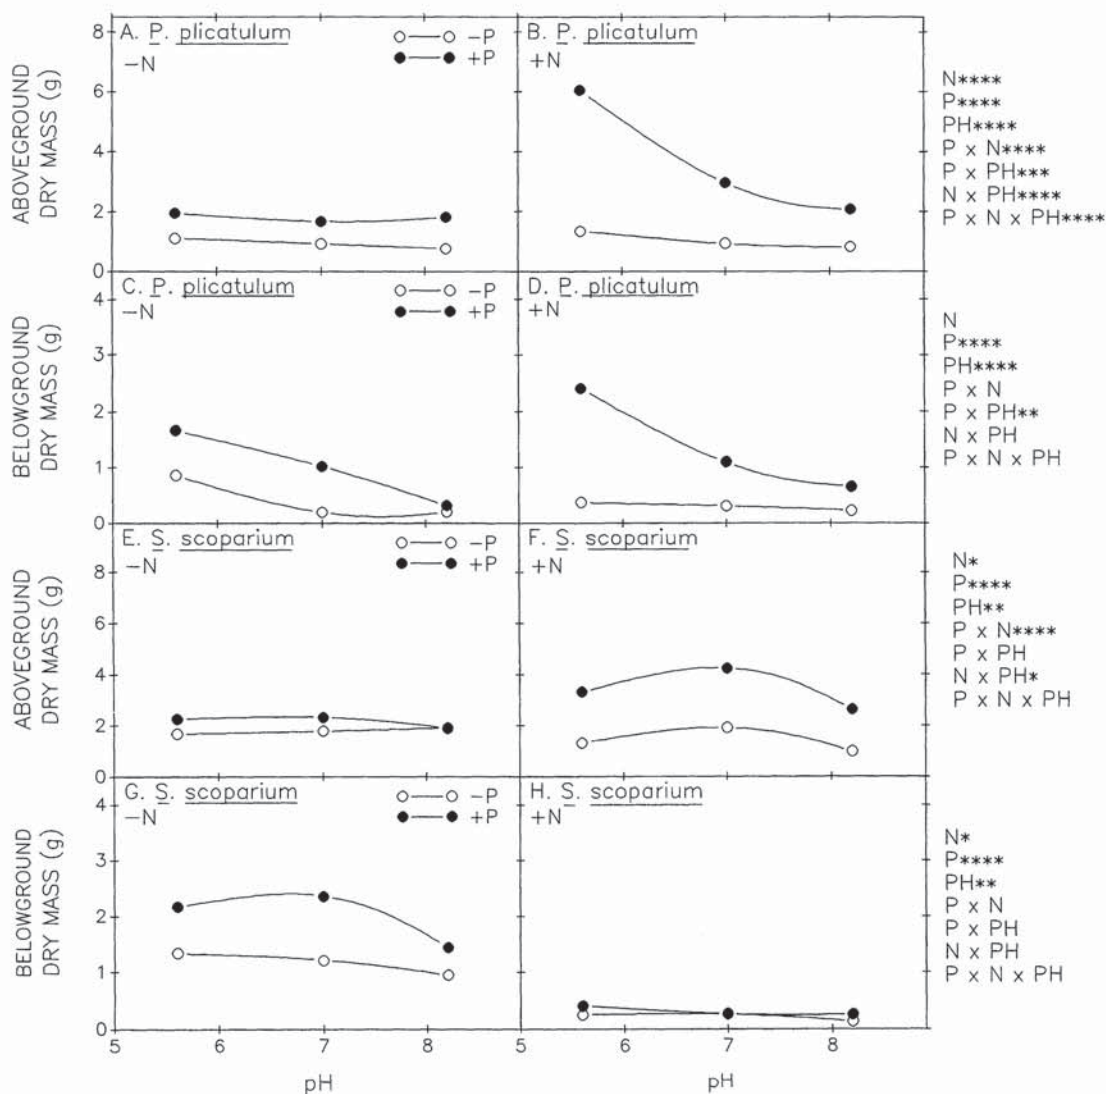 A. P. plicatulum
−N
−P
+P
B. P. plicatulum
+N
ABOVEGROUND
DRY MASS (g)
8
6
4
2
0
N****
P****
PH****
P x N****
P x PH***
N x PH****
P x N x PH****
C. P. plicatulum
−N
−P
+P
D. P. plicatulum
+N
BELOWGROUND
DRY MASS (g)
4
3
2
1
0
N
P****
PH****
P x N
P x PH**
N x PH
P x N x PH
E. S. scoparium
−N
−P
+P
F. S. scoparium
+N
ABOVEGROUND
DRY MASS (g)
8
6
4
2
0
N*
P****
PH**
P x N****
P x PH
N x PH*
P x N x PH
G. S. scoparium
−N
−P
+P
H. S. scoparium
+N
BELOWGROUND
DRY MASS (g)
4
3
2
1
0
N*
P****
PH**
P x N
P x PH
N x PH
P x N x PH
5 6 7 8 5 6 7 8
pH pH